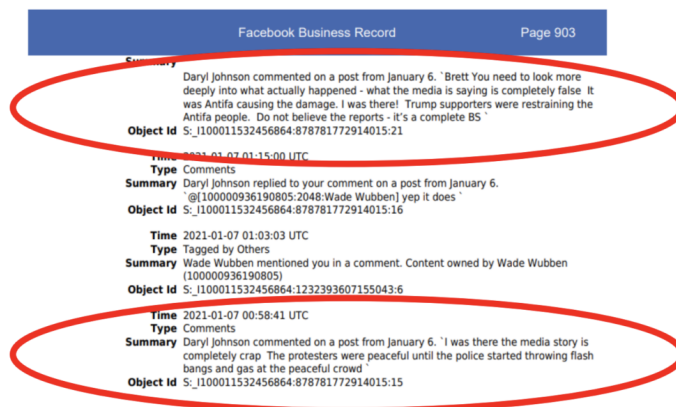 Facebook Business Record Page 903
Summary
Daryl Johnson commented on a post from January 6. `Brett You need to look more
deeply into what actually happened - what the media is saying is completely false It
was Antifa causing the damage. I was there! Trump supporters were restraining the
Antifa people. Do not believe the reports - it's a complete BS `
Object Id S:_I100011532456864:878781772914015:21
Time 2021-01-07 01:15:00 UTC
Type Comments
Summary Daryl Johnson replied to your comment on a post from January 6.
`@[100000936190805:2048:Wade Wubben] yep it does `
Object Id S:_I100011532456864:878781772914015:16
Time 2021-01-07 01:03:03 UTC
Type Tagged by Others
Summary Wade Wubben mentioned you in a comment. Content owned by Wade Wubben
(100000936190805)
Object Id S:_I100011532456864:1232393607155043:6
Time 2021-01-07 00:58:41 UTC
Type Comments
Summary Daryl Johnson commented on a post from January 6. `I was there the media story is
completely crap The protesters were peaceful until the police started throwing flash
bangs and gas at the peaceful crowd `
Object Id S:_I100011532456864:878781772914015:15